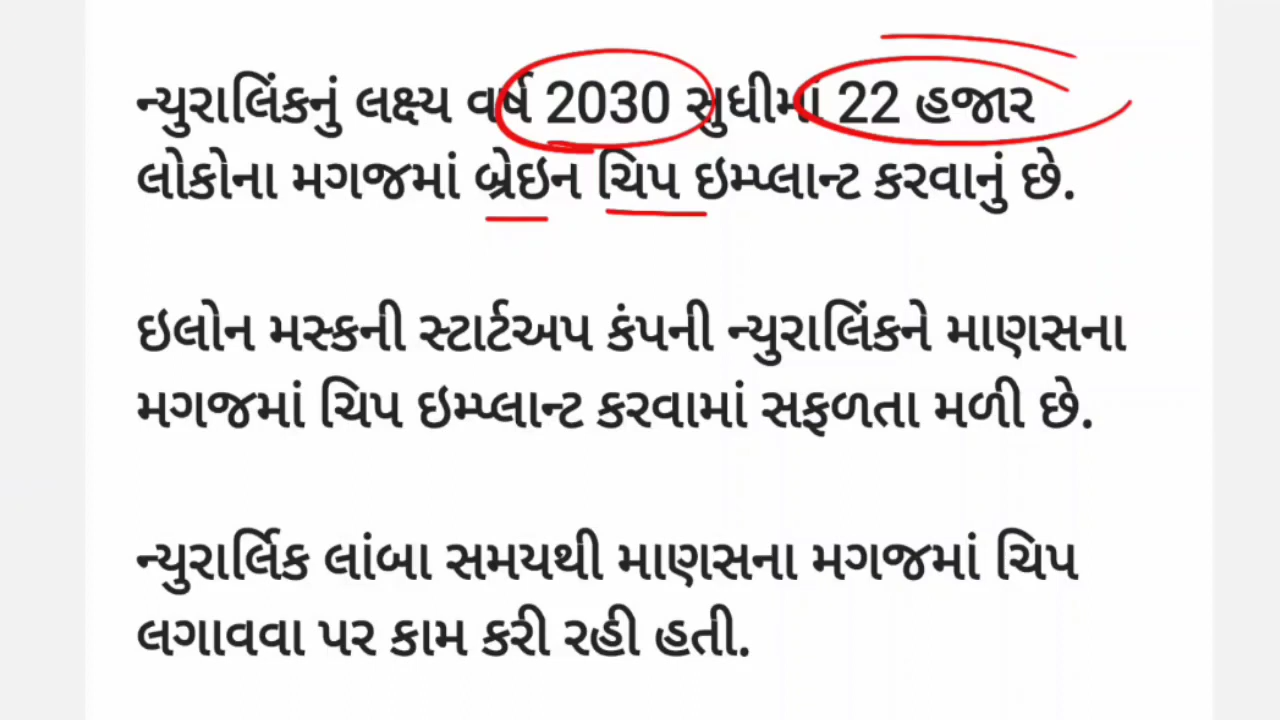 ન્યુરાલિંકનું લક્ષ્ય વર્ષ 2030 સુધીમાં 22 હજાર
લોકોના મગજમાં બ્રેઇન ચિપ ઇમ્પ્લાન્ટ કરવાનું છે.
ઇલોન મસ્કની સ્ટાર્ટઅપ કંપની ન્યુરાલિંકને માણસના
મગજમાં ચિપ ઇમ્પ્લાન્ટ કરવામાં સફળતા મળી છે.
ન્યુરાર્લિક લાંબા સમયથી માણસના મગજમાં ચિપ
લગાવવા પર કામ કરી રહી હતી.